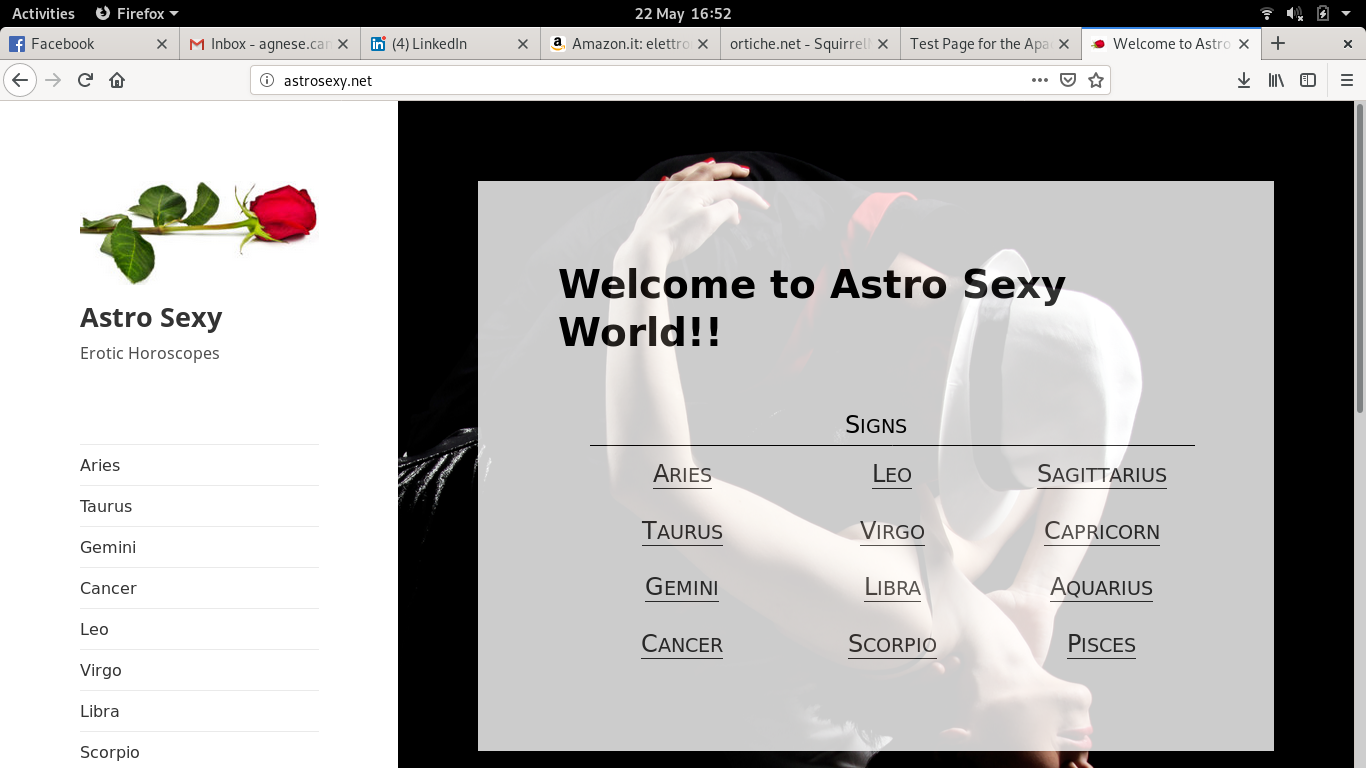 Activities Firefox 22 May 16:52
Facebook Inbox - agnese.can (4) LinkedIn Amazon.it: elettro ortiche.net - Squirrel Test Page for the Apa Welcome to Astro
astrosexy.net
Astro Sexy
Erotic Horoscopes
Aries
Taurus
Gemini
Cancer
Leo
Virgo
Libra
Scorpio
Welcome to Astro Sexy
World!!
Signs
Aries Leo Sagittarius
Taurus Virgo Capricorn
Gemini Libra Aquarius
Cancer Scorpio Pisces